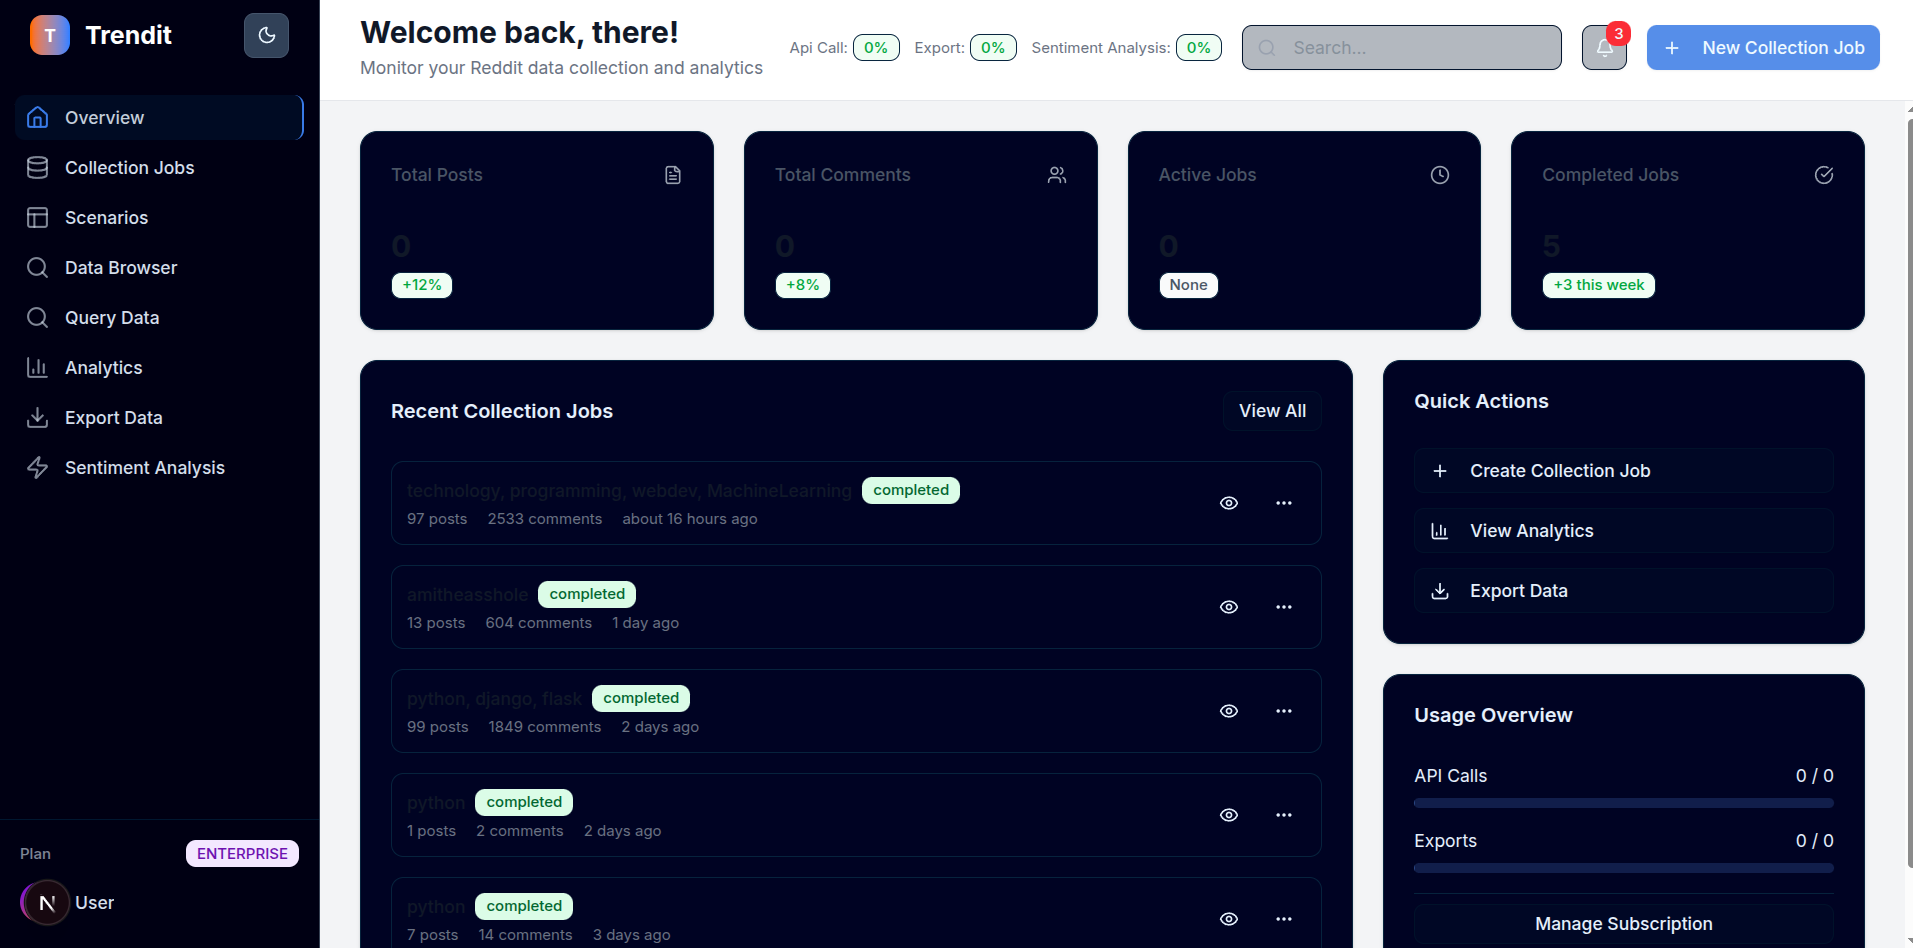 T Trendit
Overview
Collection Jobs
Scenarios
Data Browser
Query Data
Analytics
Export Data
Sentiment Analysis
Plan ENTERPRISE
N User
Welcome back, there!
Monitor your Reddit data collection and analytics
Api Call: 0% Export: 0% Sentiment Analysis: 0%
Search...
3
New Collection Job
Total Posts
0
+12%
Total Comments
0
+8%
Active Jobs
0
None
Completed Jobs
5
+3 this week
Recent Collection Jobs View All
technology, programming, webdev, MachineLearning completed
97 posts 2533 comments about 16 hours ago
amitheasshole completed
13 posts 604 comments 1 day ago
python, django, flask completed
99 posts 1849 comments 2 days ago
python completed
1 posts 2 comments 2 days ago
python completed
7 posts 14 comments 3 days ago
Quick Actions
Create Collection Job
View Analytics
Export Data
Usage Overview
API Calls 0 / 0
Exports 0 / 0
Manage Subscription